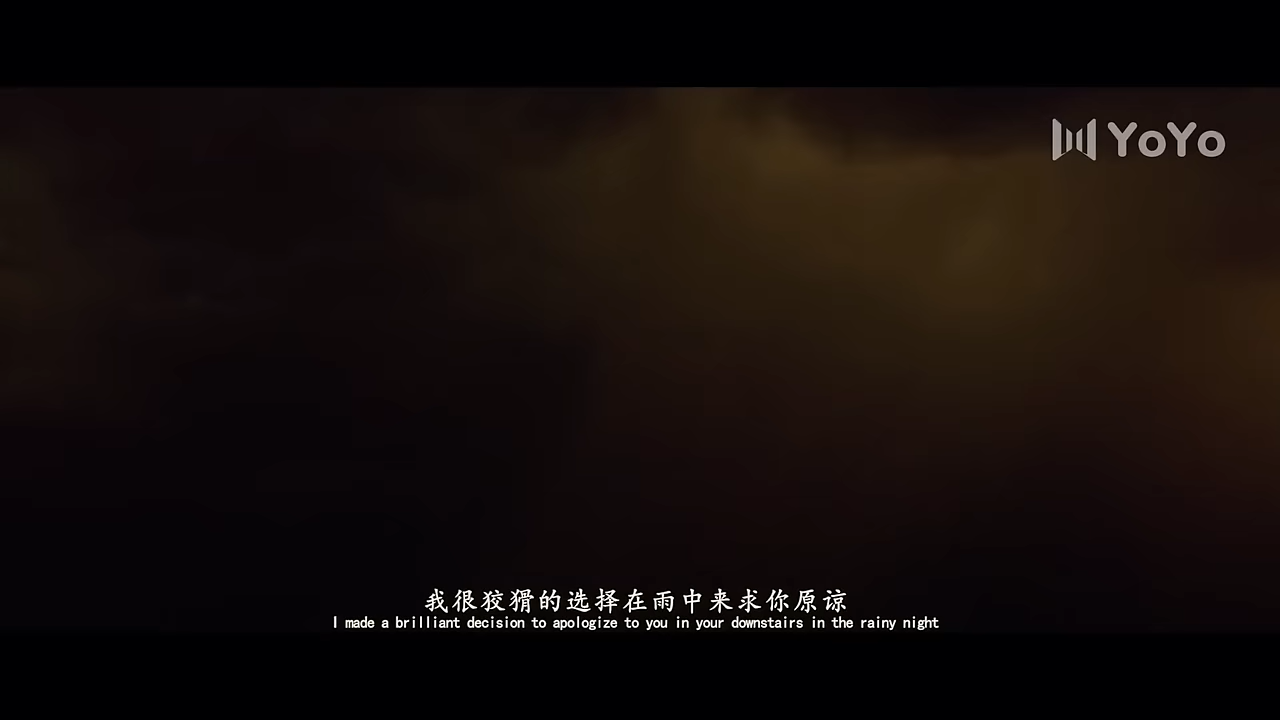 YoYo
我很狡猾的选择在雨中来求你原谅
I made a brilliant decision to apologize to you in your downstairs in the rainy night